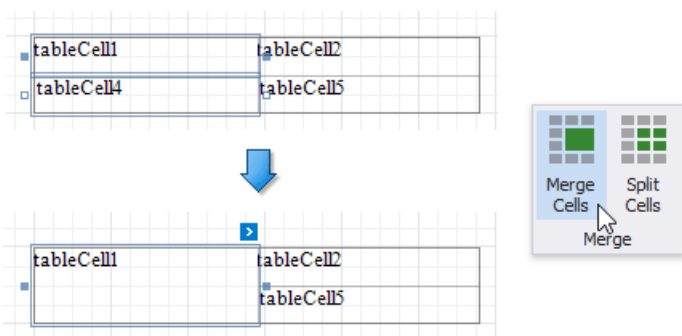 tableCell1 tableCell2
tableCell4 tableCell5
Merge Cells
Split Cells
Merge
tableCell1 tableCell2
tableCell5